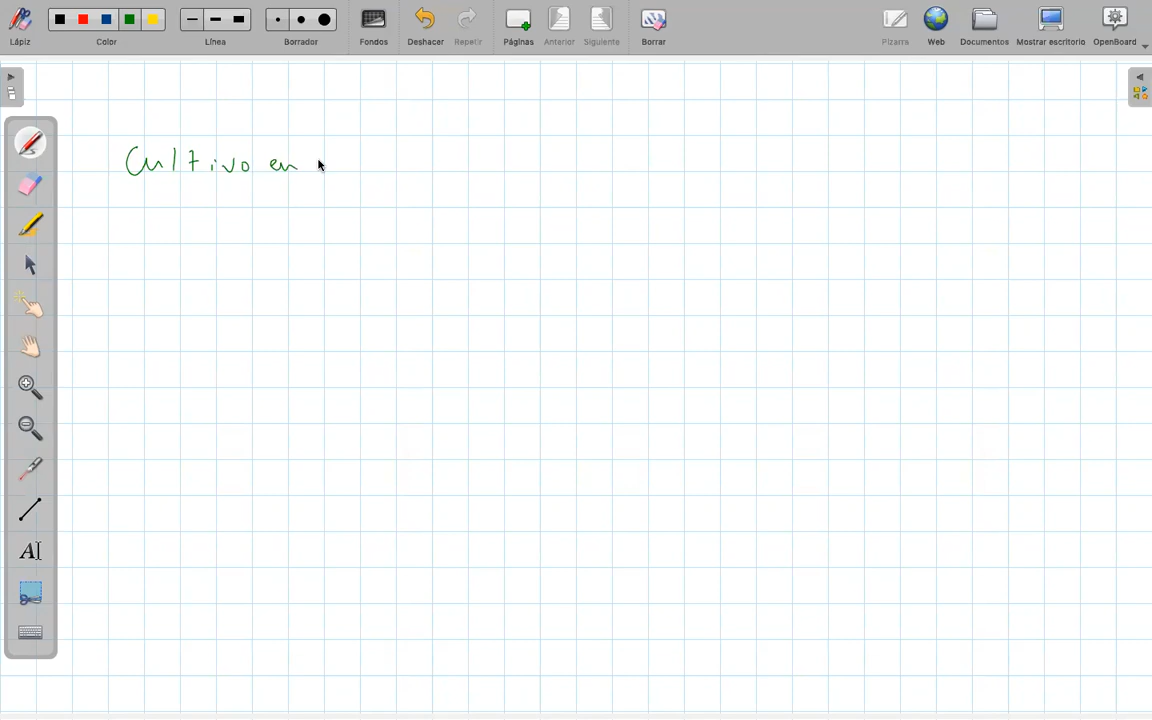 Lápiz Color Línea Borrador Fondos Deshacer Repetir Páginas Anterior Siguiente Borrar Pizarra Web Documentos Mostrar escritorio OpenBoard
Cultivo en